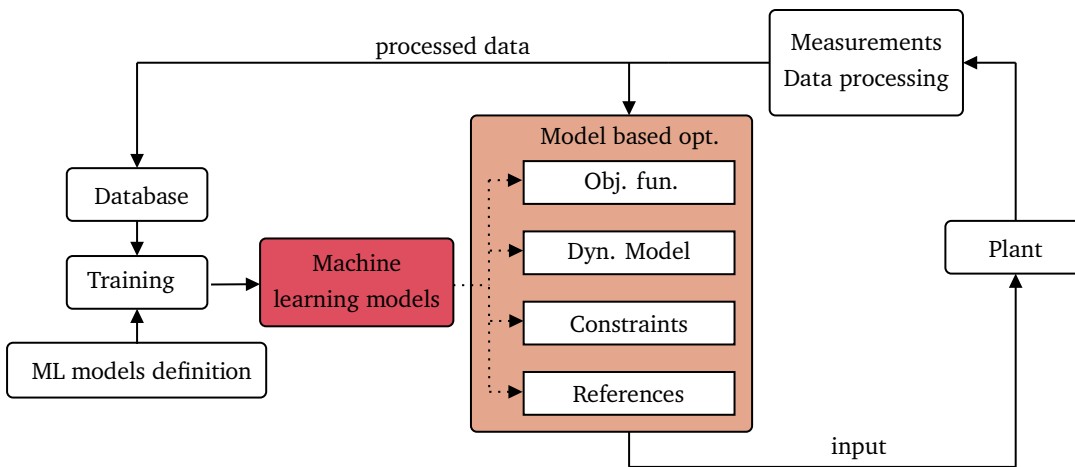 processed data
Measurements
Data processing
Model based opt.
Obj. fun.
Database
Dyn. Model
Plant
Machine
learning models
Training
Constraints
ML models definition
References
input